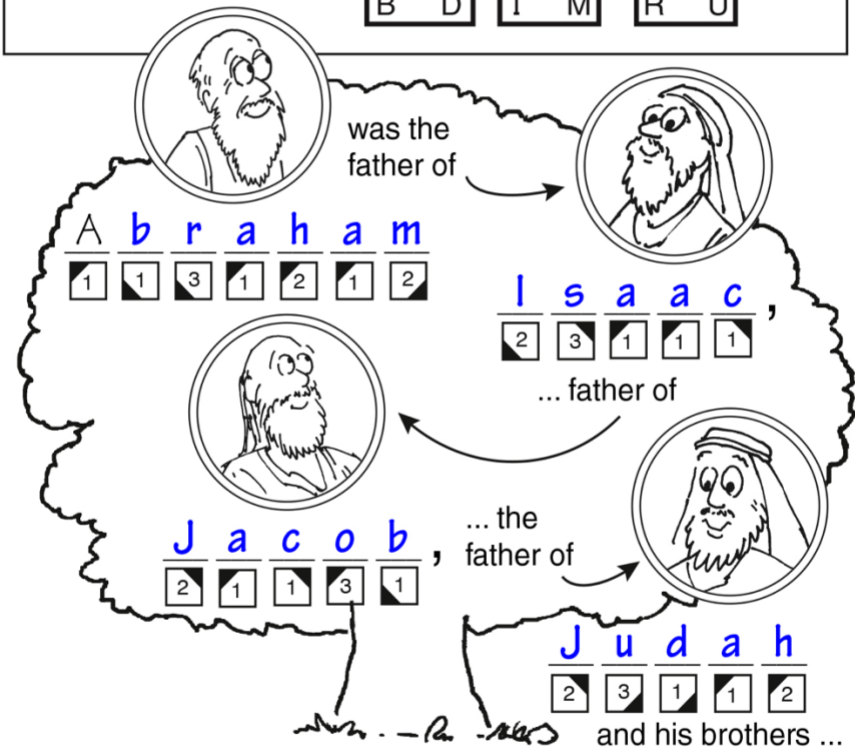 B D I M R U
was the
father of
Abraham
1 1 3 1 2 1 2
Isaac,
2 3 1 1 1
... father of
Jacob,
2 1 1 3 1
... the
father of
Judah
2 3 1 1 2
and his brothers ...